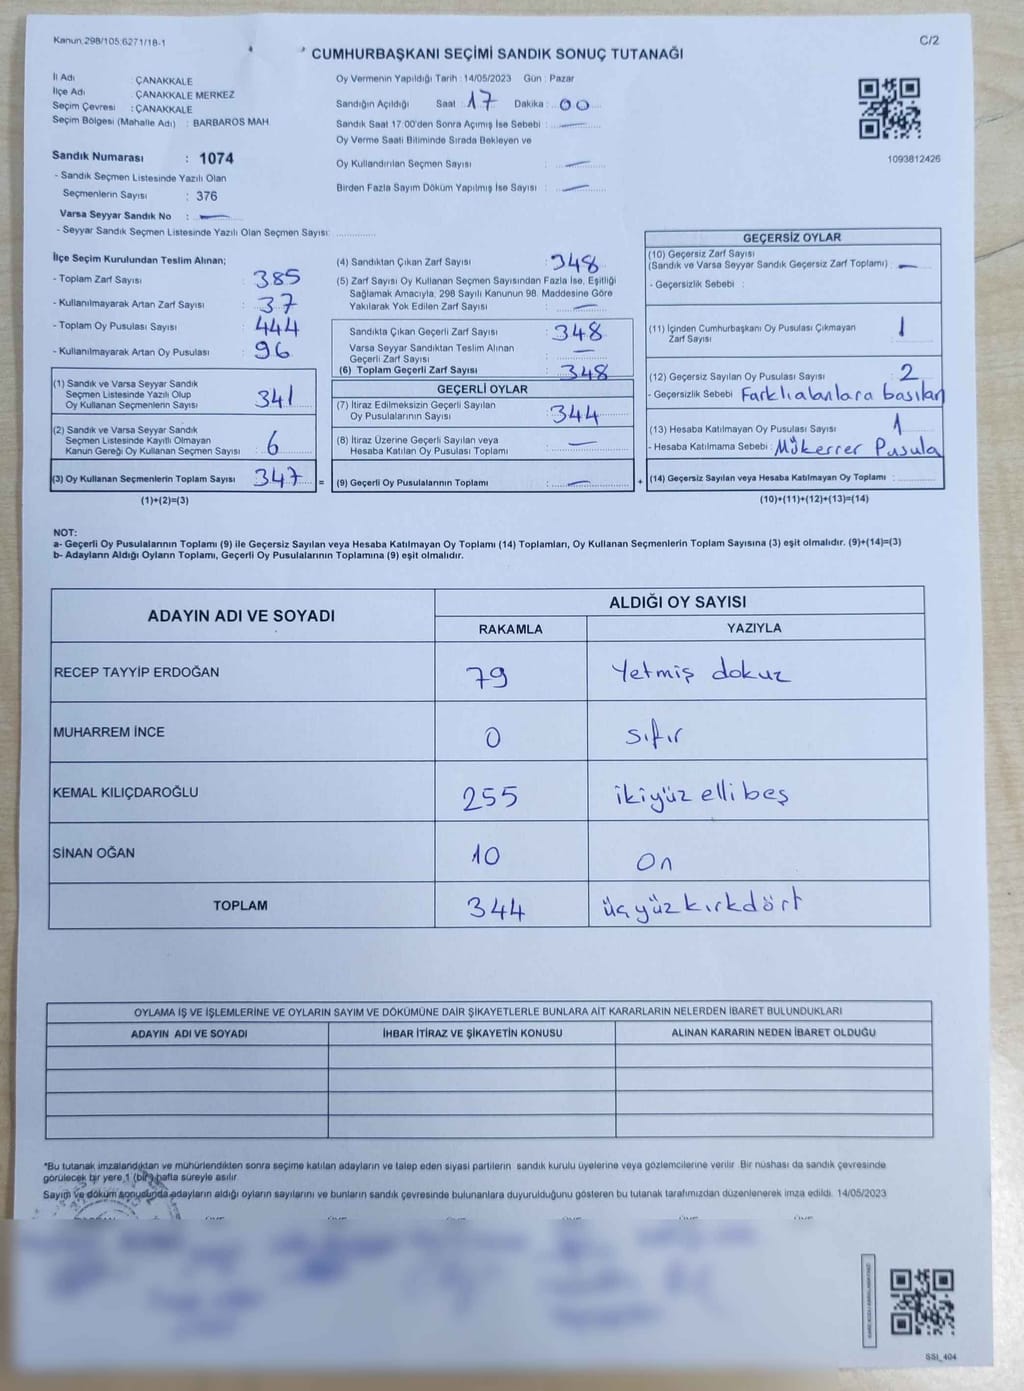 Kanun 298/105:6271/18-1
C/2
CUMHURBAŞKANI SEÇİMİ SANDIK SONUÇ TUTANAĞI
İl Adı : ÇANAKKALE
İlçe Adı : ÇANAKKALE MERKEZ
Seçim Çevresi : ÇANAKKALE
Seçim Bölgesi (Mahalle Adı) : BARBAROS MAH.
Sandık Numarası : 1074
- Sandık Seçmen Listesinde Yazılı Olan
Seçmenlerin Sayısı : 376
Varsa Seyyar Sandık No : —
- Seyyar Sandık Seçmen Listesinde Yazılı Olan Seçmen Sayısı:
Oy Vermenin Yapıldığı Tarih : 14/05/2023 Gün : Pazar
Sandığın Açıldığı Saat 17 Dakika : 00
Sandık Saat 17:00'den Sonra Açımış İse Sebebi : —
Oy Verme Saati Bitiminde Sırada Bekleyen ve
Oy Kullandırılan Seçmen Sayısı : —
Birden Fazla Sayım Döküm Yapılmış İse Sayısı : —
1093812426
İlçe Seçim Kurulundan Teslim Alınan;
- Toplam Zarf Sayısı : 385
- Kullanılmayarak Artan Zarf Sayısı : 37
- Toplam Oy Pusulası Sayısı : 444
- Kullanılmayarak Artan Oy Pusulası : 96
(1) Sandık ve Varsa Seyyar Sandık
Seçmen Listesinde Yazılı Olup
Oy Kullanan Seçmenlerin Sayısı 341
(2) Sandık ve Varsa Seyyar Sandık
Seçmen Listesinde Kayıtlı Olmayan
Kanun Gereği Oy Kullanan Seçmen Sayısı : 6
(3) Oy Kullanan Seçmenlerin Toplam Sayısı 347 =
(1)+(2)=(3)
(4) Sandıktan Çıkan Zarf Sayısı : 348
(5) Zarf Sayısı Oy Kullanan Seçmen Sayısından Fazla İse, Eşitliği
Sağlamak Amacıyla, 298 Sayılı Kanunun 98. Maddesine Göre
Yakılarak Yok Edilen Zarf Sayısı : —
Sandıkta Çıkan Geçerli Zarf Sayısı : 348
Varsa Seyyar Sandıktan Teslim Alınan
Geçerli Zarf Sayısı : —
(6) Toplam Geçerli Zarf Sayısı : 348
GEÇERLİ OYLAR
(7) İtiraz Edilmeksizin Geçerli Sayılan
Oy Pusulalarının Sayısı : 344
(8) İtiraz Üzerine Geçerli Sayılan veya
Hesaba Katılan Oy Pusulası Toplamı : —
(9) Geçerli Oy Pusulalarının Toplamı : — +
GEÇERSİZ OYLAR
(10) Geçersiz Zarf Sayısı
(Sandık ve Varsa Seyyar Sandık Geçersiz Zarf Toplamı) : —
- Geçersizlik Sebebi :
(11) İçinden Cumhurbaşkanı Oy Pusulası Çıkmayan
Zarf Sayısı : 1
(12) Geçersiz Sayılan Oy Pusulası Sayısı : 2
- Geçersizlik Sebebi : Farklıalanlara basılan
(13) Hesaba Katılmayan Oy Pusulası Sayısı : 1
- Hesaba Katılmama Sebebi : Mükerrer Pusula
(14) Geçersiz Sayılan veya Hesaba Katılmayan Oy Toplamı :
(10)+(11)+(12)+(13)=(14)
NOT:
a- Geçerli Oy Pusulalarının Toplamı (9) ile Geçersiz Sayılan veya Hesaba Katılmayan Oy Toplamı (14) Toplamları, Oy Kullanan Seçmenlerin Toplam Sayısına (3) eşit olmalıdır. (9)+(14)=(3)
b- Adayların Aldığı Oyların Toplamı, Geçerli Oy Pusulalarının Toplamına (9) eşit olmalıdır.
ADAYIN ADI VE SOYADI ALDIĞI OY SAYISI
RAKAMLA YAZIYLA
RECEP TAYYİP ERDOĞAN 79 Yetmiş dokuz
MUHARREM İNCE 0 sıfır
KEMAL KILIÇDAROĞLU 255 ikiyüz elli beş
SİNAN OĞAN 10 On
TOPLAM 344 üçyüzkırkdört
OYLAMA İŞ VE İŞLEMLERİNE VE OYLARIN SAYIM VE DÖKÜMÜNE DAİR ŞİKAYETLERLE BUNLARA AİT KARARLARIN NELERDEN İBARET BULUNDUKLARI
ADAYIN ADI VE SOYADI İHBAR İTİRAZ VE ŞİKAYETİN KONUSU ALINAN KARARIN NEDEN İBARET OLDUĞU
*Bu tutanak imzalandıktan ve mühürlendikten sonra seçime katılan adayların ve talep eden siyasi partilerin sandık kurulu üyelerine veya gözlemcilerine verilir. Bir nüshası da sandık çevresinde
görülecek bir yere 1 (bir) hafta süreyle asılır.
Sayım ve döküm sonucunda adayların aldığı oyların sayılarını ve bunların sandık çevresinde bulunanlara duyurulduğunu gösteren bu tutanak tarafımızdan düzenlenerek imza edildi. 14/05/2023
SSI_404